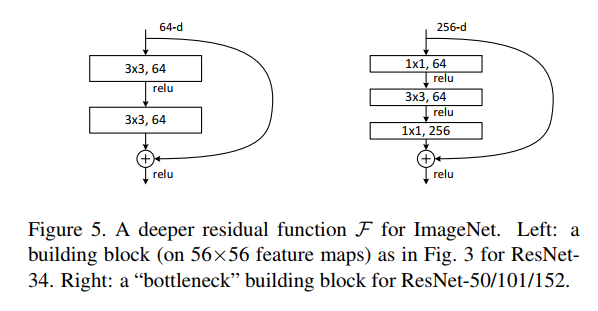 64-d
3x3, 64
relu
3x3, 64
+
relu
256-d
1x1, 64
relu
3x3, 64
relu
1x1, 256
+
relu
Figure 5. A deeper residual function F for ImageNet. Left: a
building block (on 56×56 feature maps) as in Fig. 3 for ResNet-
34. Right: a “bottleneck” building block for ResNet-50/101/152.